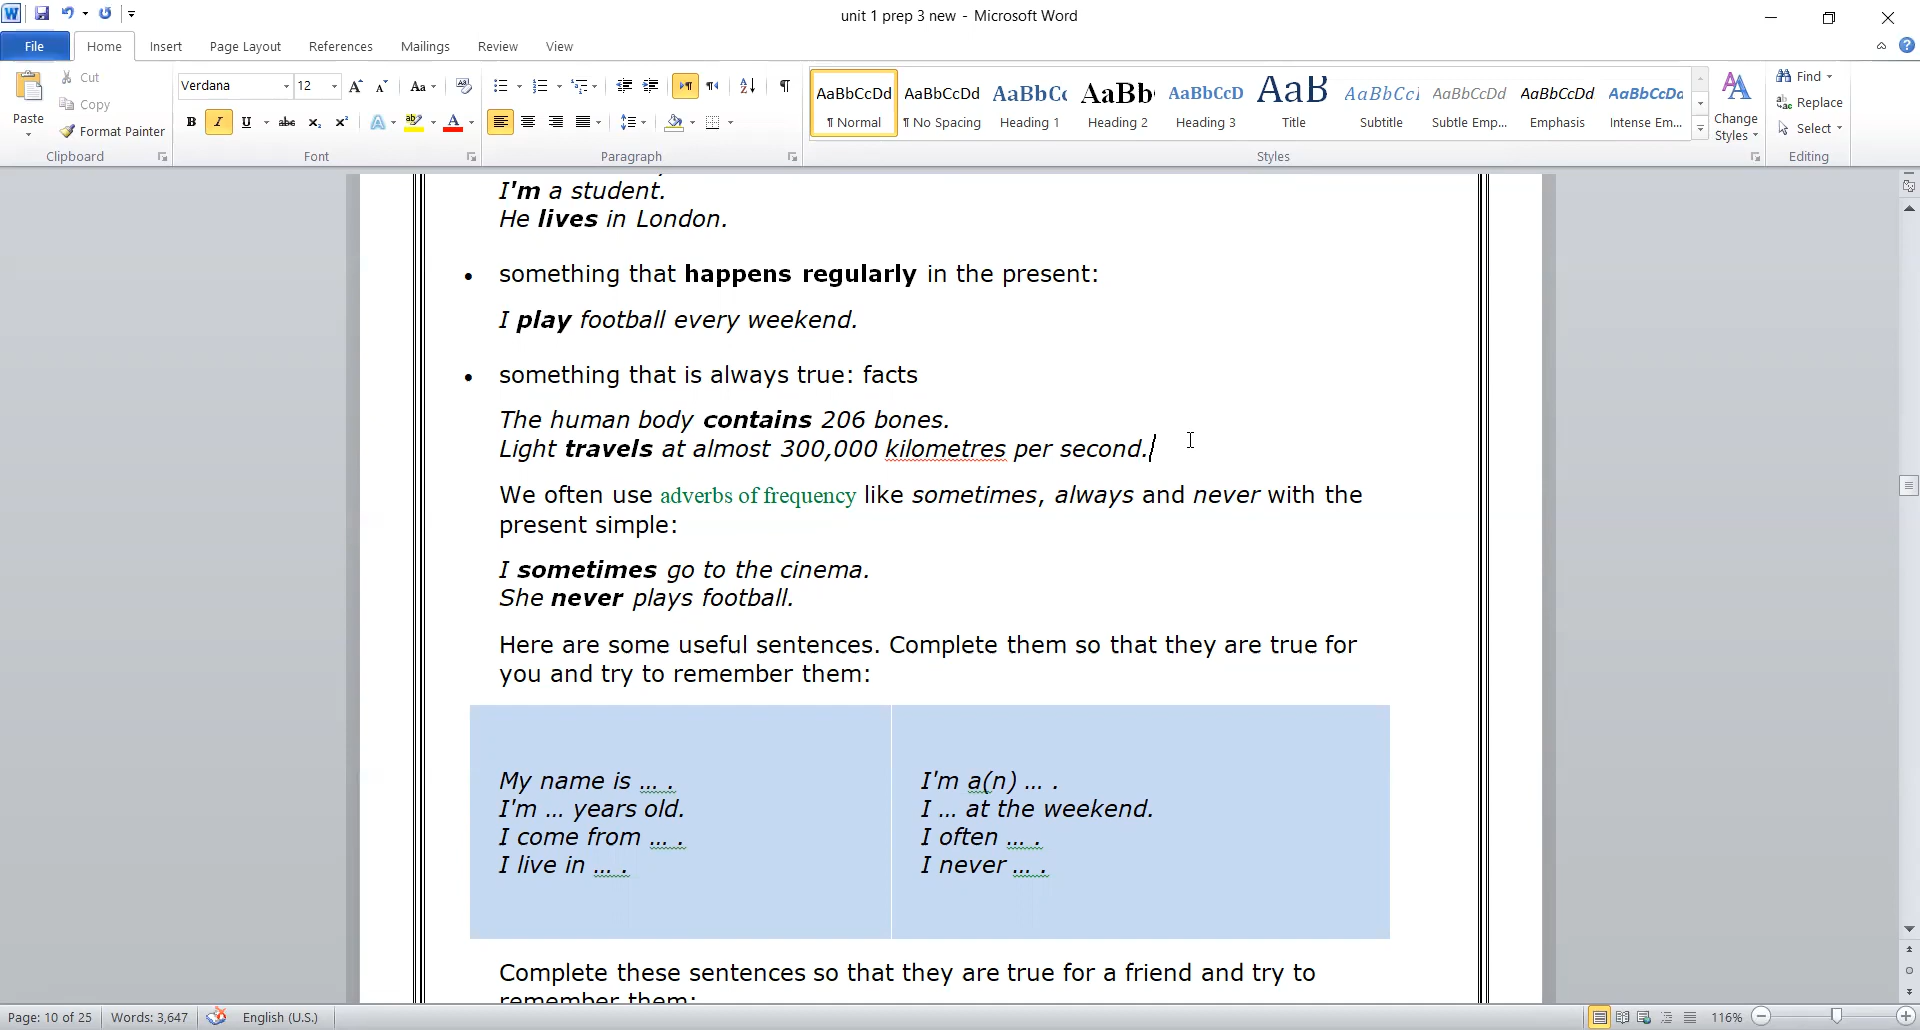 unit 1 prep 3 new - Microsoft Word
File Home Insert Page Layout References Mailings Review View
Paste
Cut
Copy
Format Painter
Clipboard
Verdana 12
Font
Paragraph
AaBbCcDd AaBbCcDd AaBbCc AaBb AaBbCcD AaB AaBbCcI AaBbCcDd AaBbCcDd AaBbCcDd
¶ Normal ¶ No Spacing Heading 1 Heading 2 Heading 3 Title Subtitle Subtle Emp... Emphasis Intense Em...
Change Styles
Styles
Find
Replace
Select
Editing
I'm a student.
He lives in London.
• something that happens regularly in the present:
I play football every weekend.
• something that is always true: facts
The human body contains 206 bones.
Light travels at almost 300,000 kilometres per second.
We often use adverbs of frequency like sometimes, always and never with the
present simple:
I sometimes go to the cinema.
She never plays football.
Here are some useful sentences. Complete them so that they are true for
you and try to remember them:
My name is ... .
I'm ... years old.
I come from ... .
I live in ... .
I'm a(n) ... .
I ... at the weekend.
I often ... .
I never ... .
Complete these sentences so that they are true for a friend and try to
remember them:
Page: 10 of 25 Words: 3,647 English (U.S.) 116%